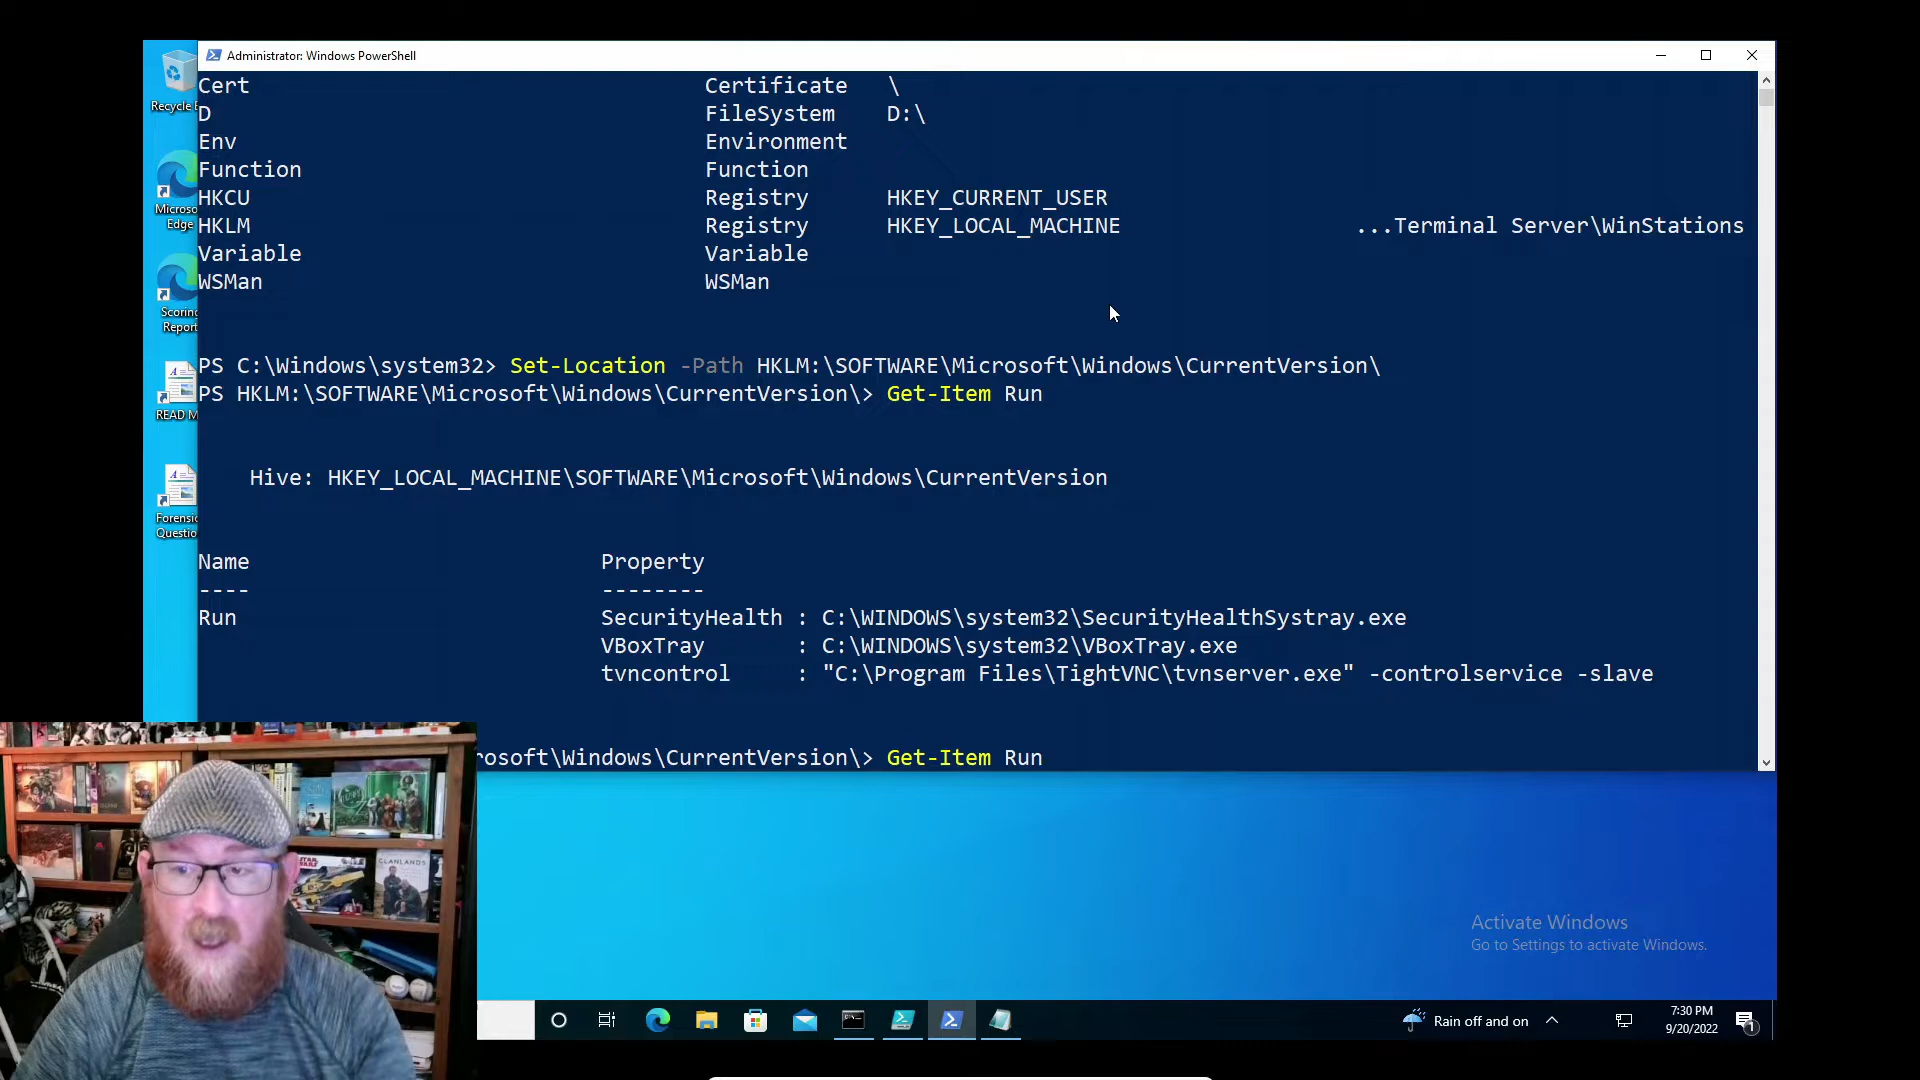 Administrator: Windows PowerShell
Cert Certificate \
D FileSystem D:\
Env Environment
Function Function
HKCU Registry HKEY_CURRENT_USER
HKLM Registry HKEY_LOCAL_MACHINE ...Terminal Server\WinStations
Variable Variable
WSMan WSMan
PS C:\Windows\system32> Set-Location -Path HKLM:\SOFTWARE\Microsoft\Windows\CurrentVersion\
PS HKLM:\SOFTWARE\Microsoft\Windows\CurrentVersion\> Get-Item Run
Hive: HKEY_LOCAL_MACHINE\SOFTWARE\Microsoft\Windows\CurrentVersion
Name Property
---- --------
Run SecurityHealth : C:\WINDOWS\system32\SecurityHealthSystray.exe
VBoxTray : C:\WINDOWS\system32\VBoxTray.exe
tvncontrol : "C:\Program Files\TightVNC\tvnserver.exe" -controlservice -slave
rosoft\Windows\CurrentVersion\> Get-Item Run
Recycle B
Microso
Edge
Scoring
Report
READ M
Forensi
Questio
CLANLANDS
STAR WARS
Activate Windows
Go to Settings to activate Windows.
Rain off and on
7:30 PM
9/20/2022
1